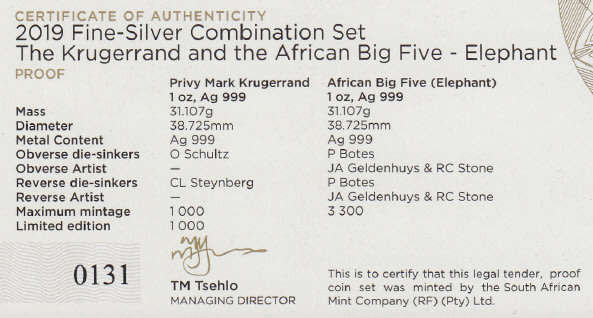 CERTIFICATE OF AUTHENTICITY
2019 Fine-Silver Combination Set
The Krugerrand and the African Big Five - Elephant
PROOF
Privy Mark Krugerrand African Big Five (Elephant)
1 oz, Ag 999 1 oz, Ag 999
Mass 31.107g 31.107g
Diameter 38.725mm 38.725mm
Metal Content Ag 999 Ag 999
Obverse die-sinkers O Schultz P Botes
Obverse Artist — JA Geldenhuys & RC Stone
Reverse die-sinkers CL Steynberg P Botes
Reverse Artist — JA Geldenhuys & RC Stone
Maximum mintage 1 000 3 300
Limited edition 1 000
0131
TM Tsehlo
MANAGING DIRECTOR
This is to certify that this legal tender, proof
coin set was minted by the South African
Mint Company (RF) (Pty) Ltd.